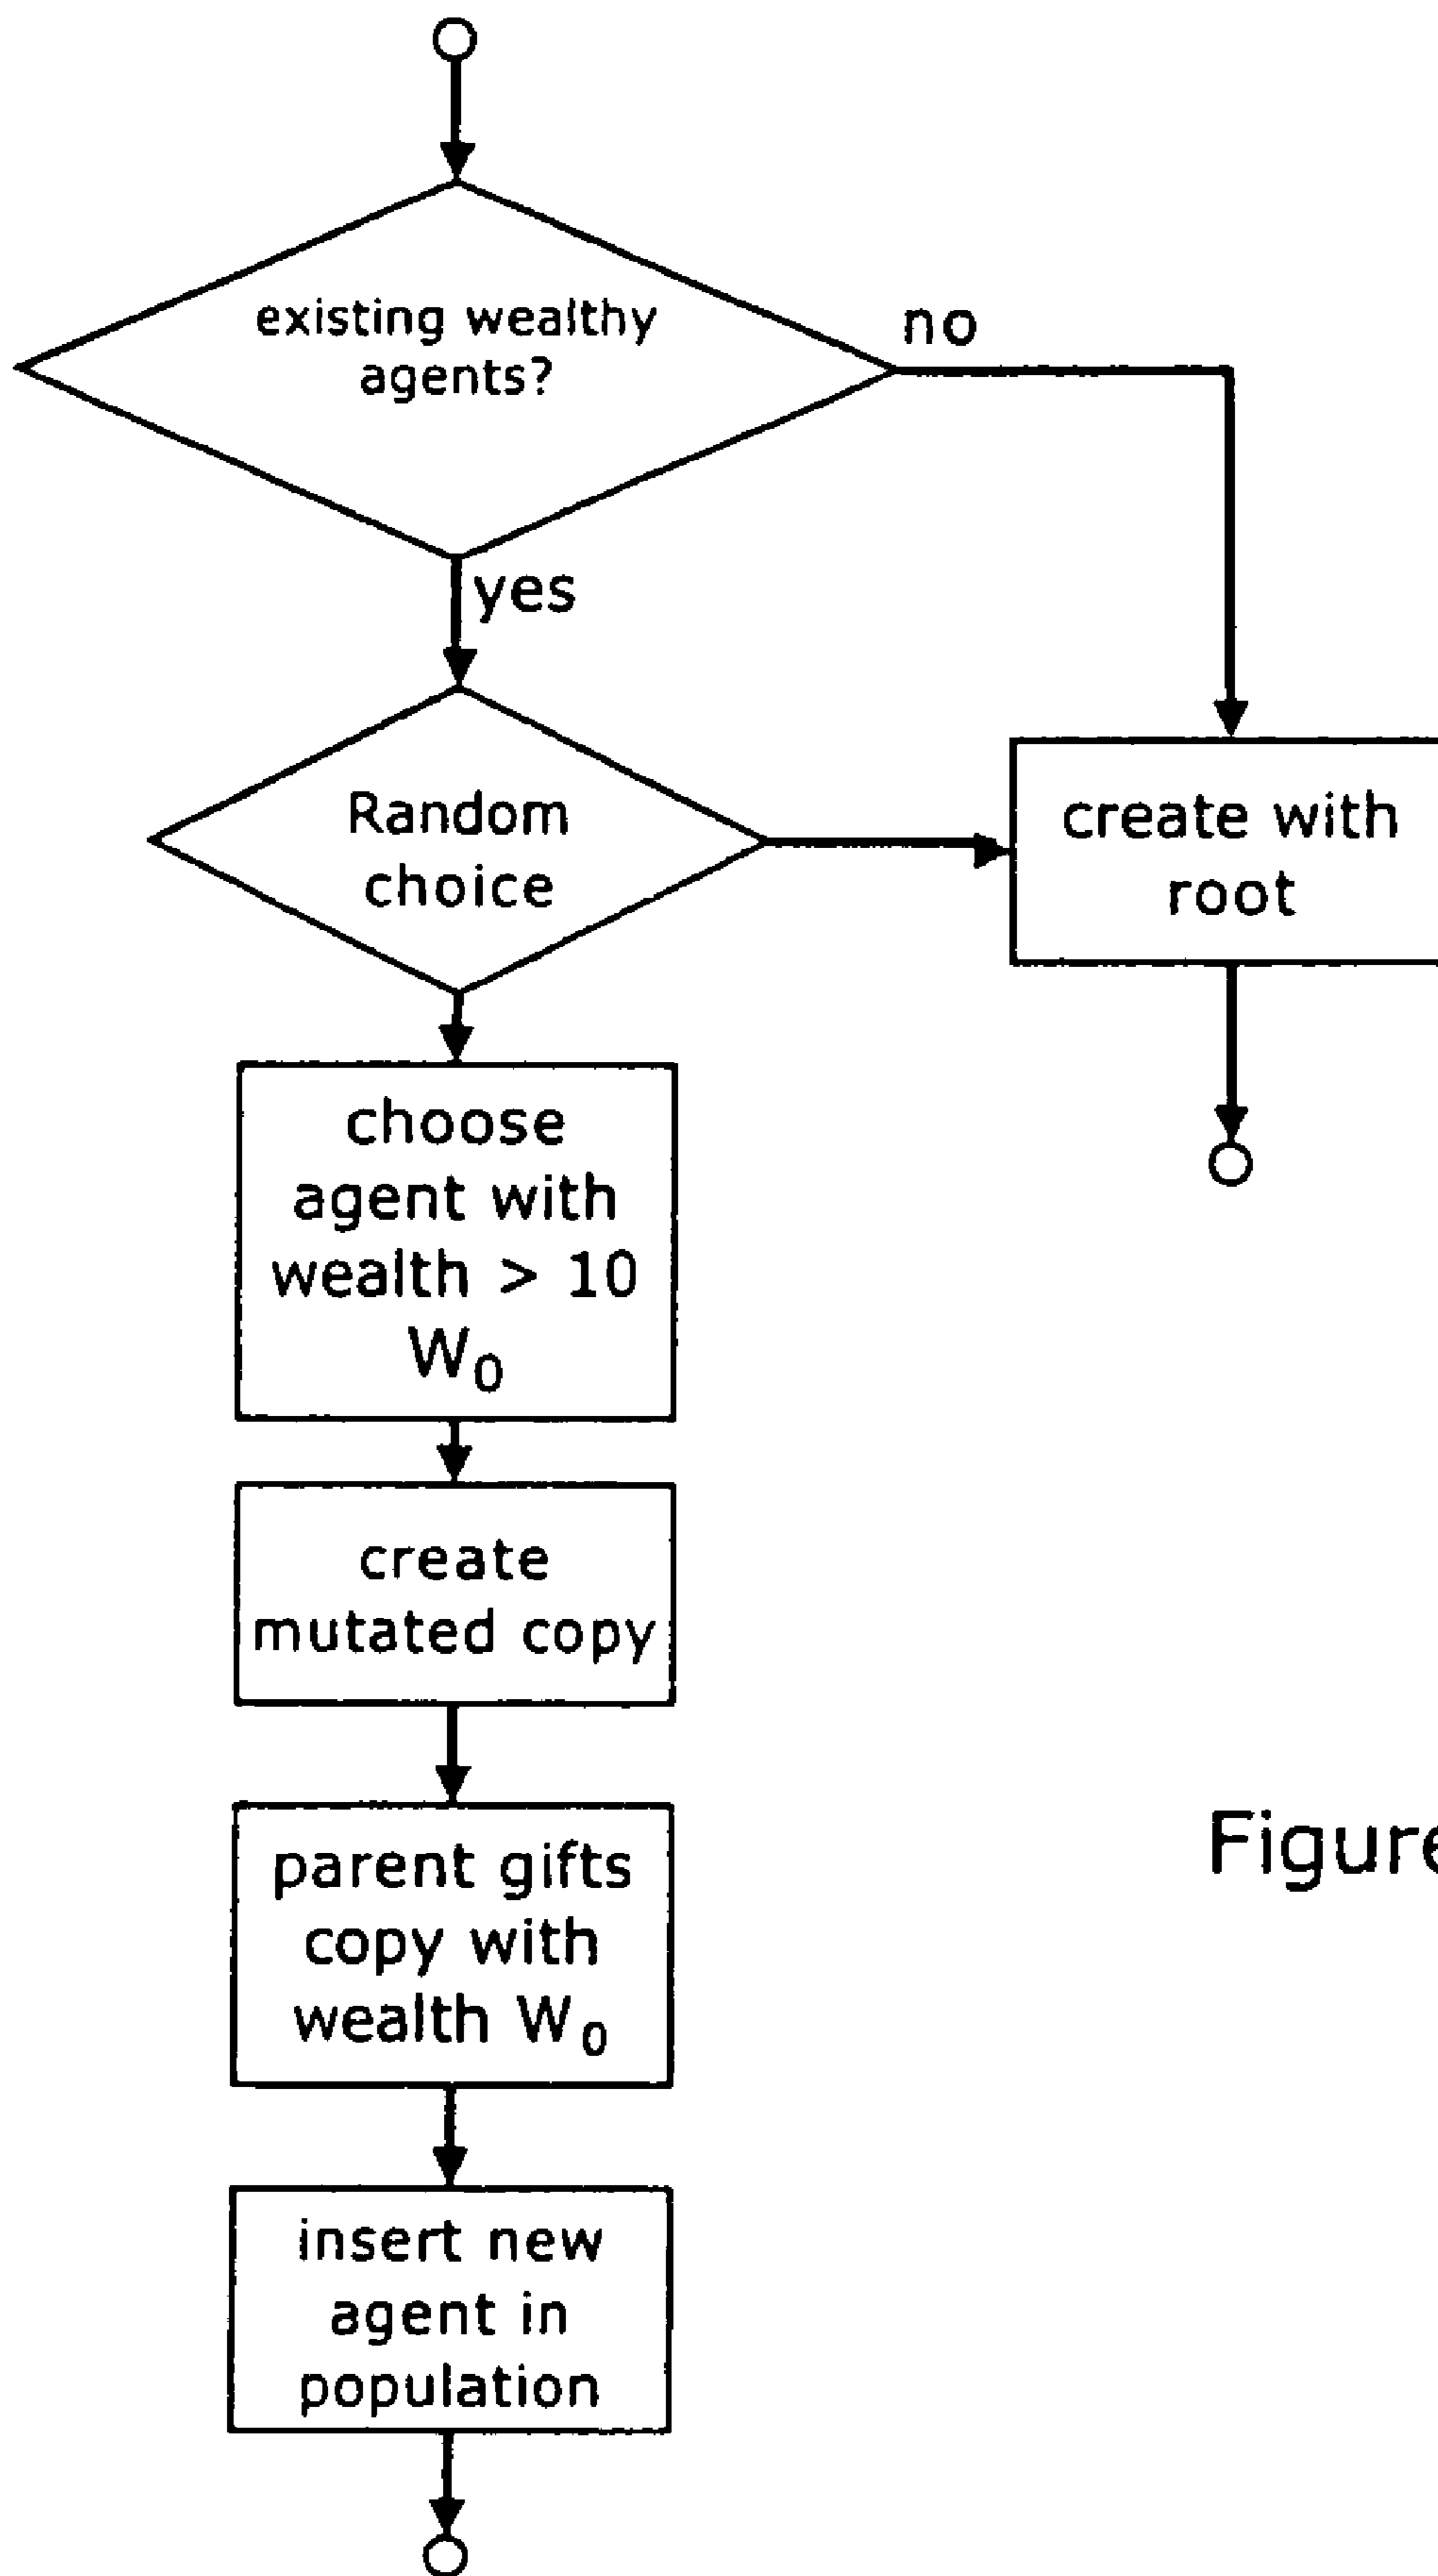 existing wealthy
agents?
no
yes
Random
choice
create with
root
choose
agent with
wealth > 10
W₀
create
mutated copy
parent gifts
copy with
wealth W₀
Figure
insert new
agent in
population